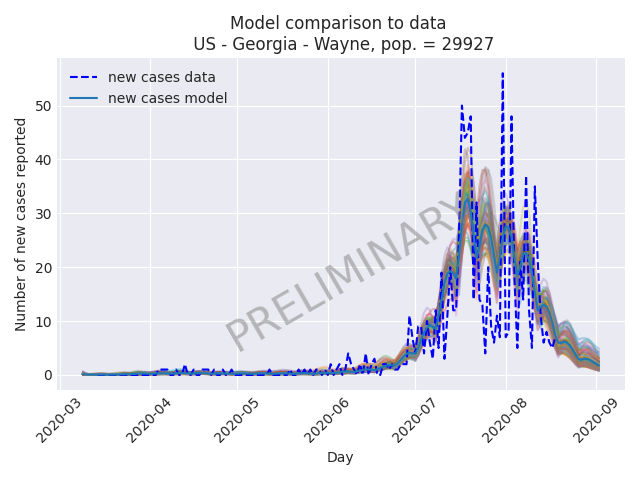 Model comparison to data
US - Georgia - Wayne, pop. = 29927
new cases data
new cases model
PRELIMINARY
Number of new cases reported
50
40
30
20
10
0
2020-03
2020-04
2020-05
2020-06
2020-07
2020-08
2020-09
Day